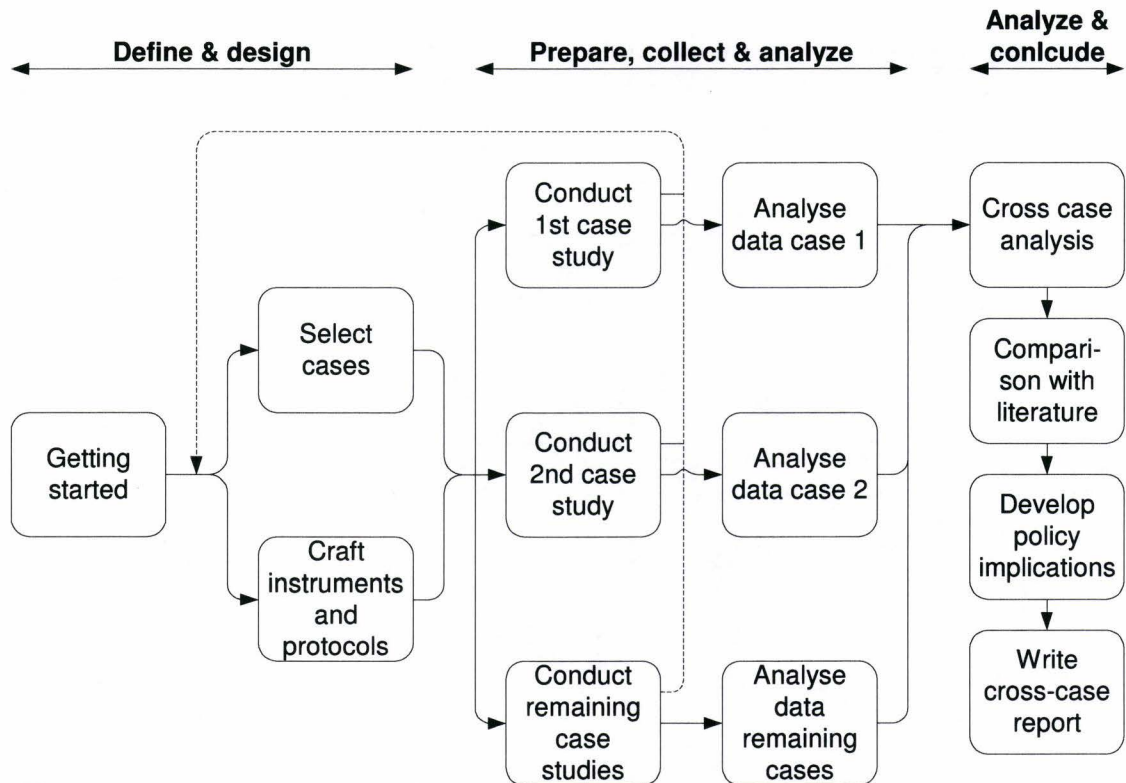 Define & design
Prepare, collect & analyze
Analyze &
conlcude
Getting
started
Select
cases
Craft
instruments
and
protocols
Conduct
1st case
study
Conduct
2nd case
study
Conduct
remaining
case
studies
Analyse
data case 1
Analyse
data case 2
Analyse
data
remaining
cases
Cross case
analysis
Compari-
son with
literature
Develop
policy
implications
Write
cross-case
report